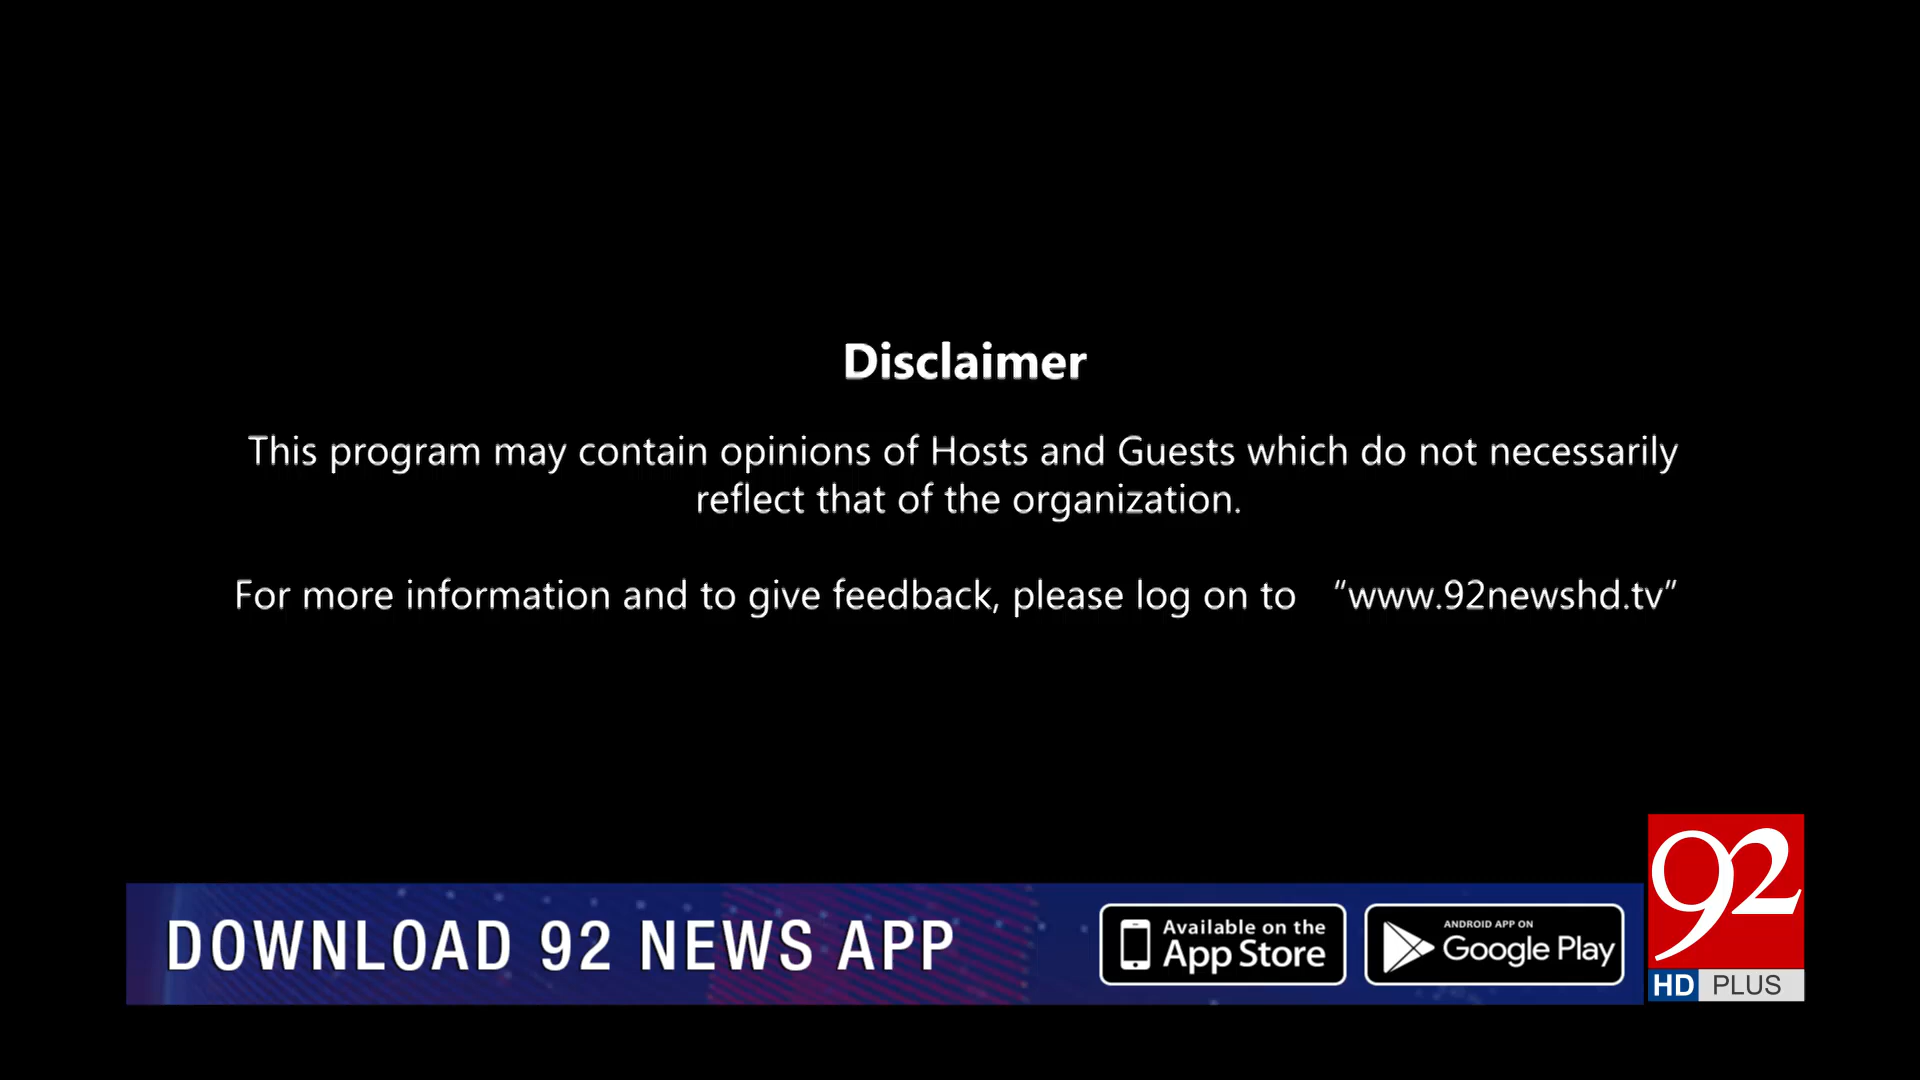 Disclaimer
This program may contain opinions of Hosts and Guests which do not necessarily
reflect that of the organization.
For more information and to give feedback, please log on to “www.92newshd.tv”
DOWNLOAD 92 NEWS APP
Available on the
App Store
ANDROID APP ON
Google Play
92
HD PLUS